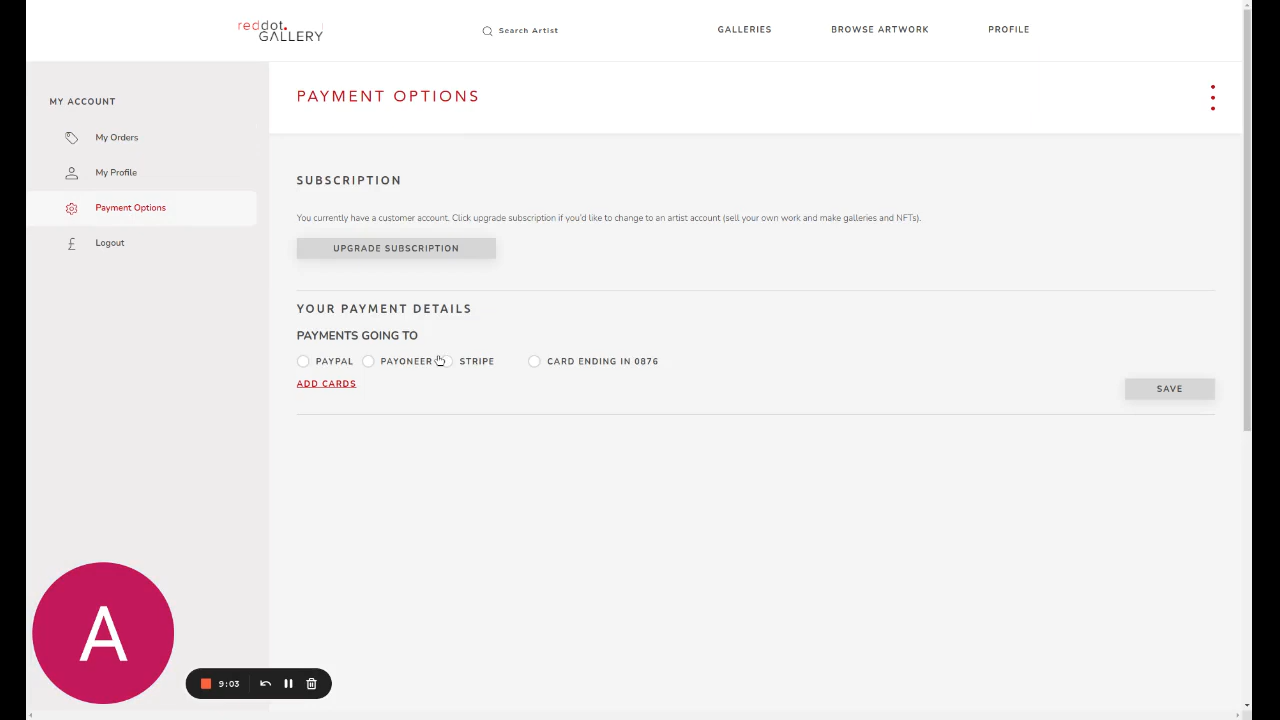 reddot.
GALLERY
Search Artist
GALLERIES
BROWSE ARTWORK
PROFILE
MY ACCOUNT
My Orders
My Profile
Payment Options
£
Logout
PAYMENT OPTIONS
SUBSCRIPTION
You currently have a customer account. Click upgrade subscription if you'd like to change to an artist account (sell your own work and make galleries and NFTs).
UPGRADE SUBSCRIPTION
YOUR PAYMENT DETAILS
PAYMENTS GOING TO
PAYPAL PAYONEER STRIPE CARD ENDING IN 0876
ADD CARDS
SAVE
A
9:03